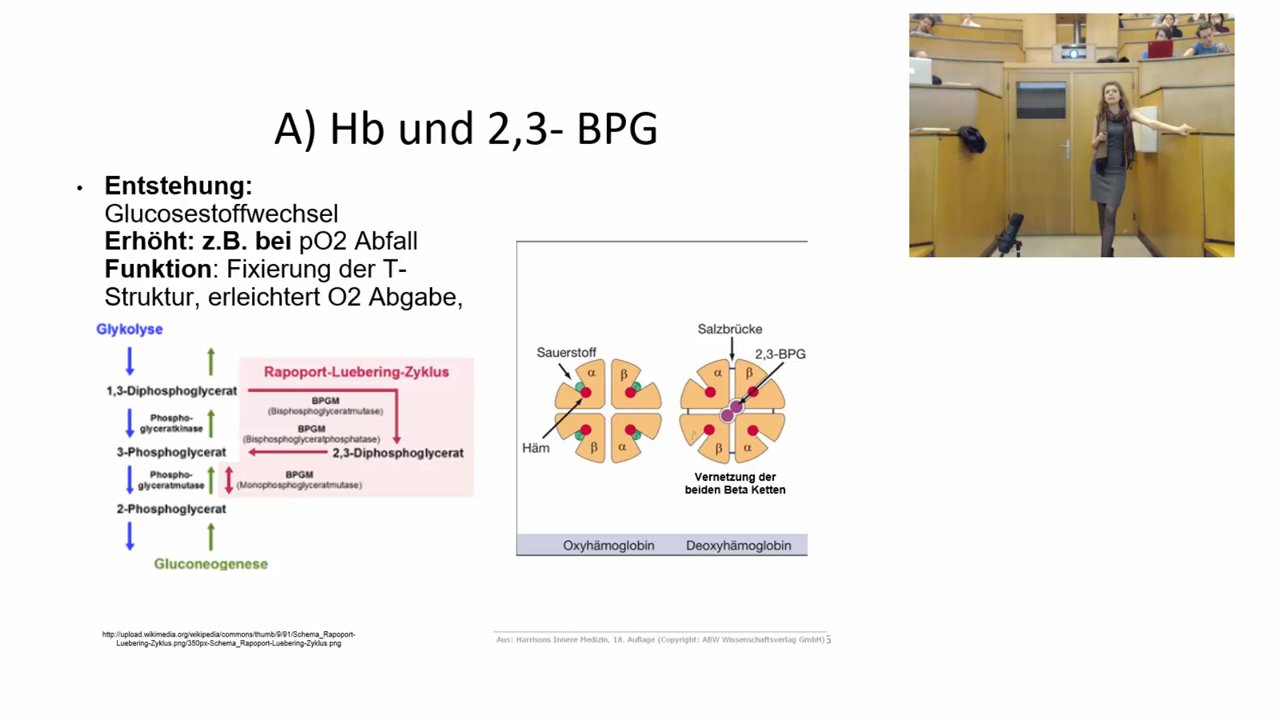 A) Hb und 2,3- BPG
• Entstehung:
Glucosestoffwechsel
Erhöht: z.B. bei pO2 Abfall
Funktion: Fixierung der T-
Struktur, erleichtert O2 Abgabe,
Glykolyse
Rapoport-Luebering-Zyklus
1,3-Diphosphoglycerat
BPGM
(Bisphosphoglyceratmutase)
Phospho-
glyceratkinase
BPGM
(Bisphosphoglyceratphosphatase)
3-Phosphoglycerat
2,3-Diphosphoglycerat
Phospho-
glyceratmutase
BPGM
(Monophosphoglyceratmutase)
2-Phosphoglycerat
Gluconeogenese
Salzbrücke
Sauerstoff
2,3-BPG
α
β
α
β
Häm
β
α
β
α
Vernetzung der
beiden Beta Ketten
Oxyhämoglobin
Deoxyhämoglobin
http://upload.wikimedia.org/wikipedia/commons/thumb/9/91/Schema_Rapoport-
Luebering-Zyklus.png/350px-Schema_Rapoport-Luebering-Zyklus.png
Aus: Harrisons Innere Medizin, 18. Auflage (Copyright: ABW Wissenschaftsverlag GmbH)
5